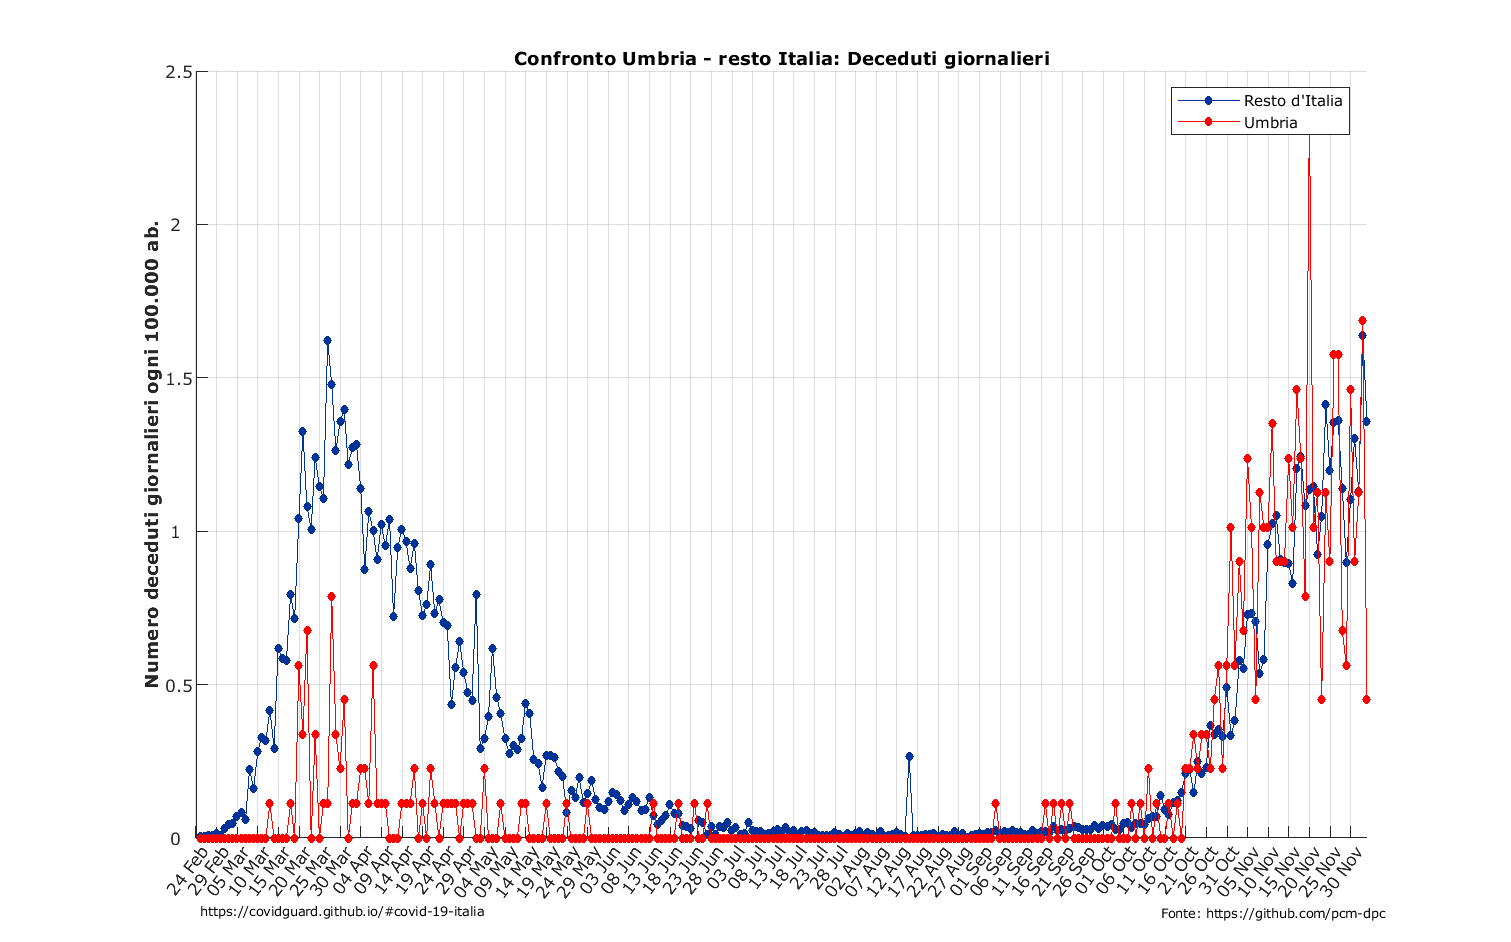 Confronto Umbria - resto Italia: Deceduti giornalieri
Resto d'Italia
Umbria
Numero deceduti giornalieri ogni 100.000 ab.
2.5
2
1.5
1
0.5
0
24 Feb
29 Feb
05 Mar
10 Mar
15 Mar
20 Mar
25 Mar
30 Mar
04 Apr
09 Apr
14 Apr
19 Apr
24 Apr
29 Apr
04 May
09 May
14 May
19 May
24 May
29 May
03 Jun
08 Jun
13 Jun
18 Jun
23 Jun
28 Jun
03 Jul
08 Jul
13 Jul
18 Jul
23 Jul
28 Jul
02 Aug
07 Aug
12 Aug
17 Aug
22 Aug
27 Aug
01 Sep
06 Sep
11 Sep
16 Sep
21 Sep
26 Sep
01 Oct
06 Oct
11 Oct
16 Oct
21 Oct
26 Oct
31 Oct
05 Nov
10 Nov
15 Nov
20 Nov
25 Nov
30 Nov
https://covidguard.github.io/#covid-19-italia
Fonte: https://github.com/pcm-dpc